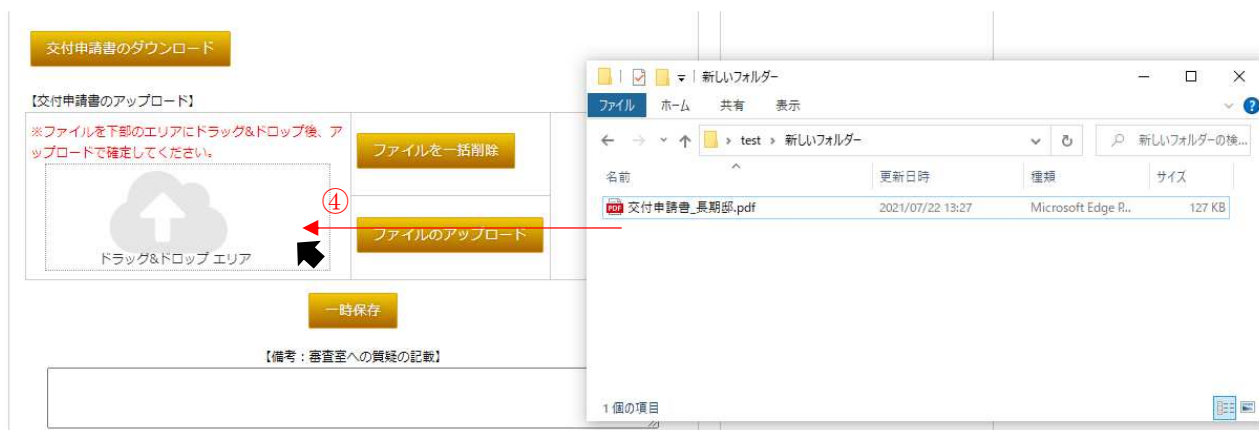 交付申請書のダウンロード
【交付申請書のアップロード】
※ファイルを下部のエリアにドラッグ&ドロップ後、ア
ップロードで確定してください。
ファイルを一括削除
④
ファイルのアップロード
ドラッグ&ドロップ エリア
一時保存
【備考：審査室への質疑の記載】
新しいフォルダー
ファイル ホーム 共有 表示
test › 新しいフォルダー
新しいフォルダーの検...
名前 更新日時 種類 サイズ
PDF 交付申請書_長期邸.pdf 2021/07/22 13:27 Microsoft Edge P... 127 KB
1 個の項目